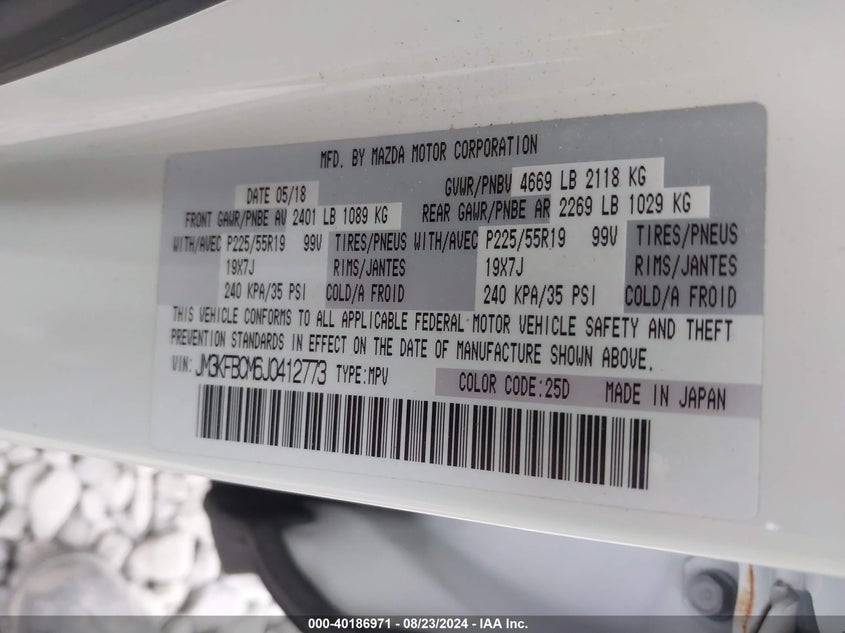 MFD. BY MAZDA MOTOR CORPORATION
DATE 05/18
GVWR/PNBV 4669 LB 2118 KG
FRONT GAWR/PNBE AV 2401 LB 1089 KG
REAR GAWR/PNBE AR 2269 LB 1029 KG
WITH/AVEC P225/55R19 99V TIRES/PNEUS WITH/AVEC P225/55R19 99V TIRES/PNEUS
19X7J RIMS/JANTES 19X7J RIMS/JANTES
240 KPA/35 PSI COLD/A FROID 240 KPA/35 PSI COLD/A FROID
THIS VEHICLE CONFORMS TO ALL APPLICABLE FEDERAL MOTOR VEHICLE SAFETY AND THEFT
PREVENTION STANDARDS IN EFFECT ON THE DATE OF MANUFACTURE SHOWN ABOVE.
VIN: JM3KFBCM6J0412773 TYPE:MPV COLOR CODE:25D MADE IN JAPAN
000-40186971 - 08/23/2024 - IAA Inc.